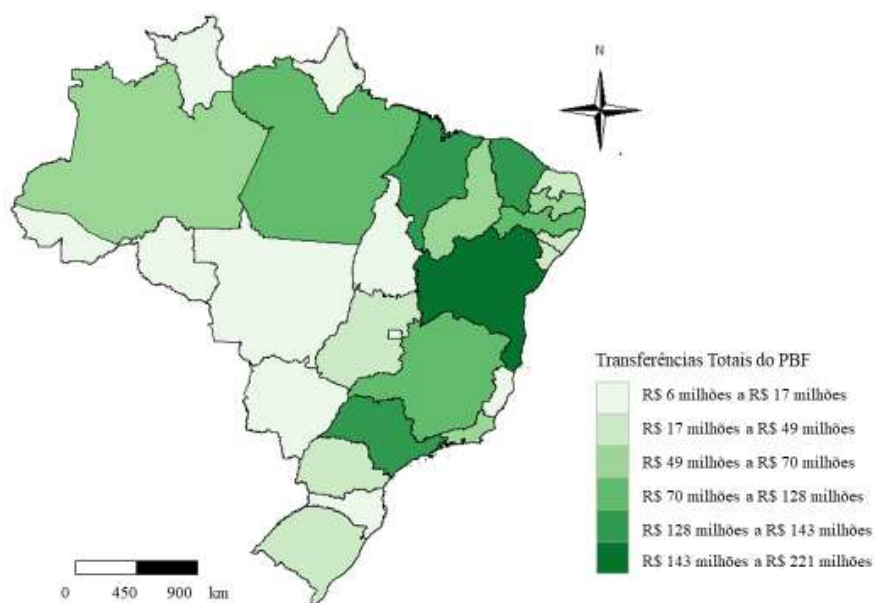 N
Transferências Totais do PBF
R$ 6 milhões a R$ 17 milhões
R$ 17 milhões a R$ 49 milhões
R$ 49 milhões a R$ 70 milhões
R$ 70 milhões a R$ 128 milhões
R$ 128 milhões a R$ 143 milhões
R$ 143 milhões a R$ 221 milhões
0 450 900 km